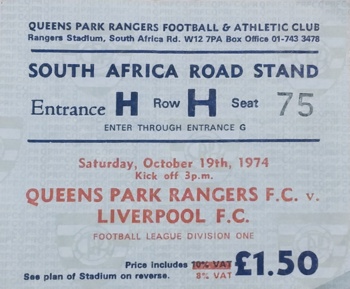 QUEENS PARK RANGERS FOOTBALL & ATHLETIC CLUB
Rangers Stadium, South Africa Rd. W12 7PA Box Office 01-743 3478
SOUTH AFRICA ROAD STAND
Entrance H Row H Seat 75
ENTER THROUGH ENTRANCE G
Saturday, October 19th, 1974
Kick off 3p.m.
QUEENS PARK RANGERS F.C. v.
LIVERPOOL F.C.
FOOTBALL LEAGUE DIVISION ONE
Price includes 10% VAT £1.50
See plan of Stadium on reverse. 8% VAT